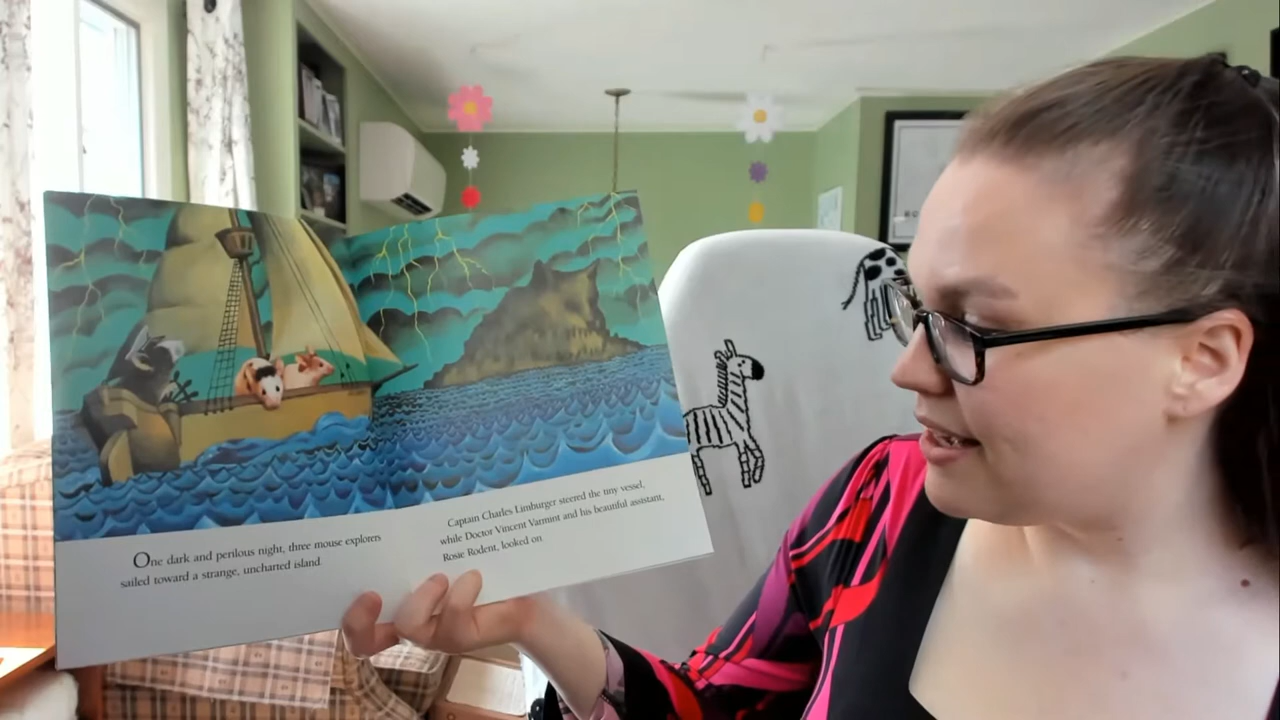 One dark and perilous night, three mouse explorers
sailed toward a strange, uncharted island.
Captain Charles Limburger steered the tiny vessel,
while Doctor Vincent Varmint and his beautiful assistant,
Rosie Rodent, looked on.